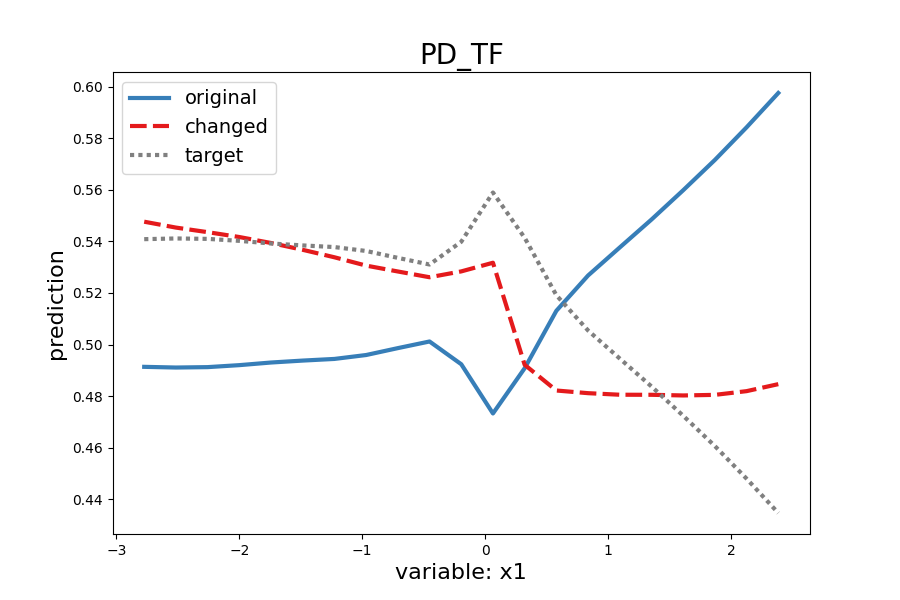 PD_TF
original
changed
target
prediction
0.60
0.58
0.56
0.54
0.52
0.50
0.48
0.46
0.44
−3
−2
−1
0
1
2
variable: x1